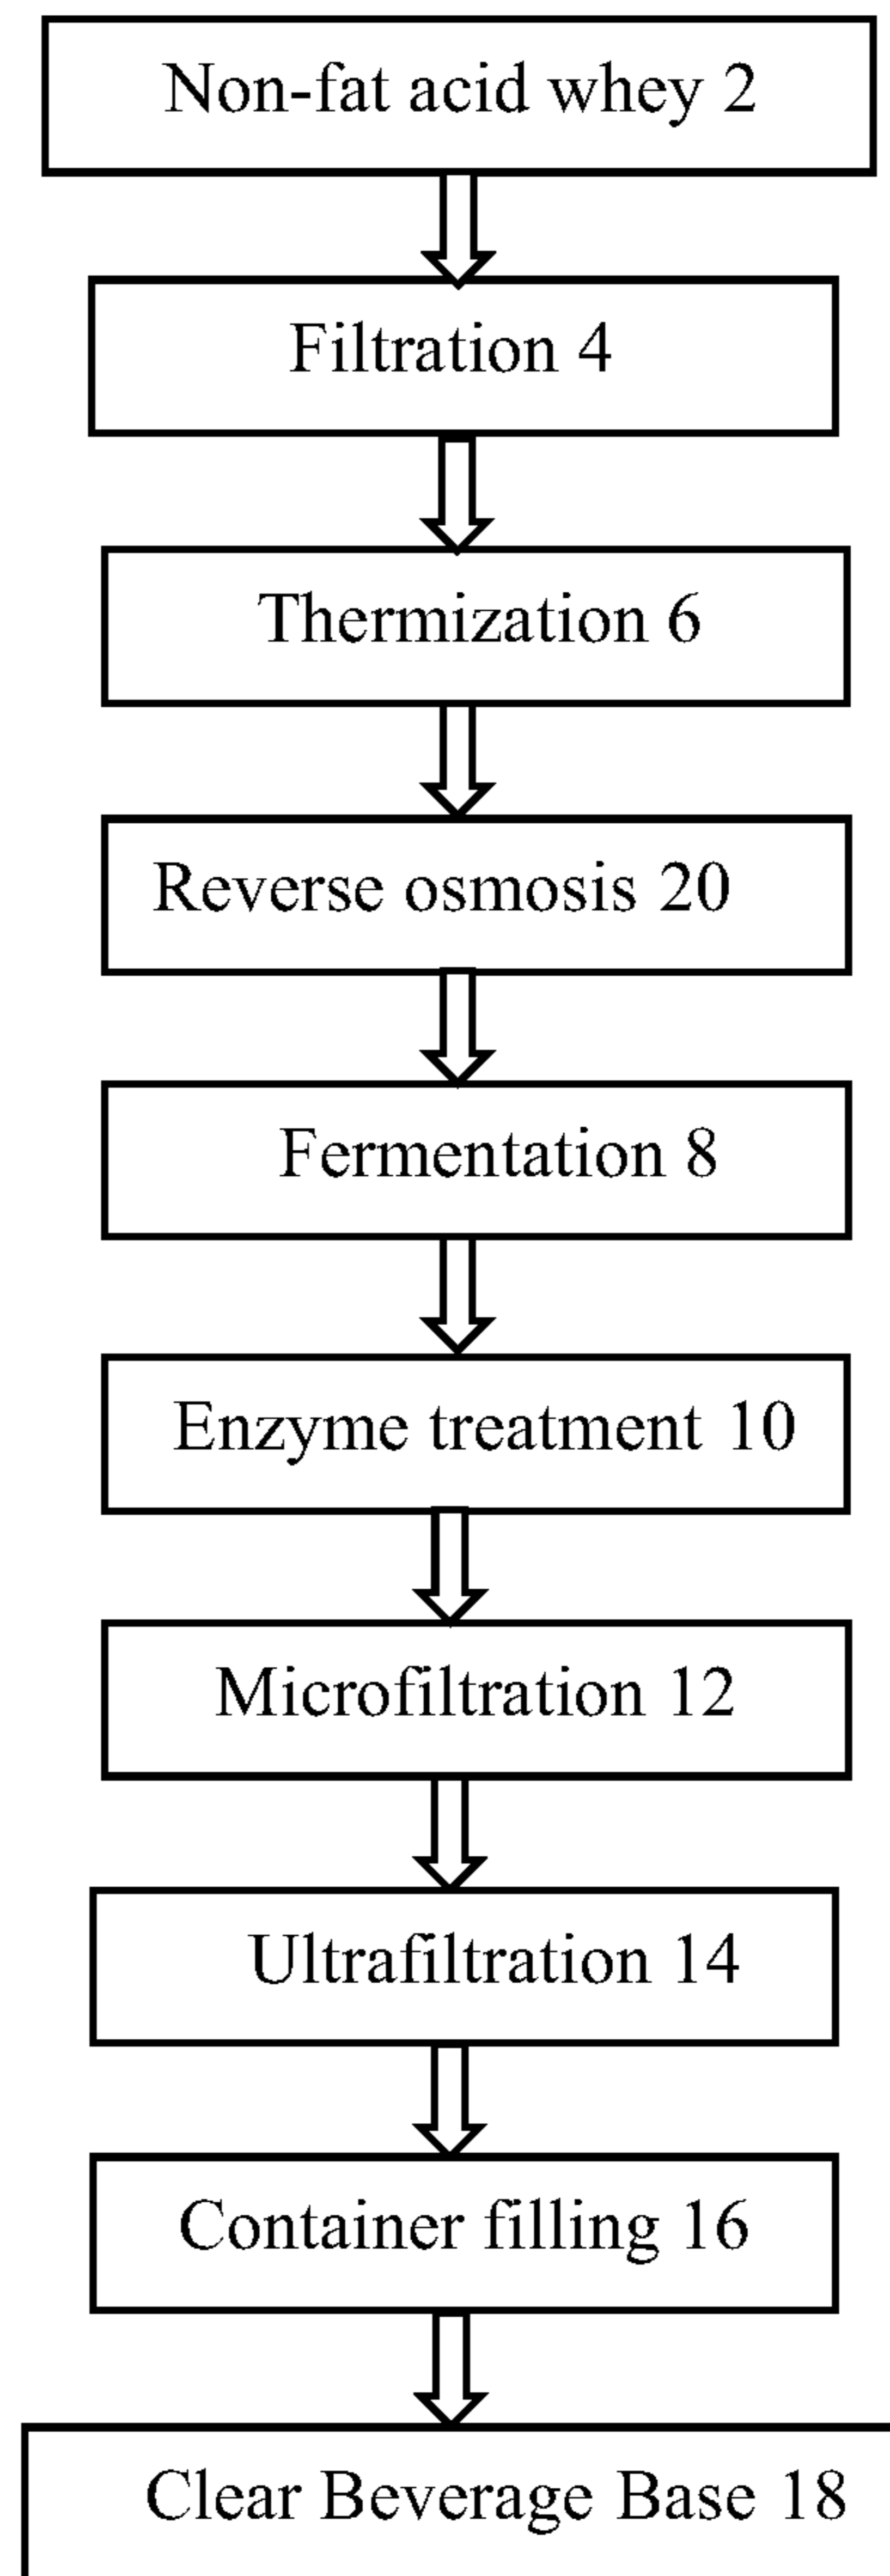 Non-fat acid whey 2
Filtration 4
Thermization 6
Reverse osmosis 20
Fermentation 8
Enzyme treatment 10
Microfiltration 12
Ultrafiltration 14
Container filling 16
Clear Beverage Base 18